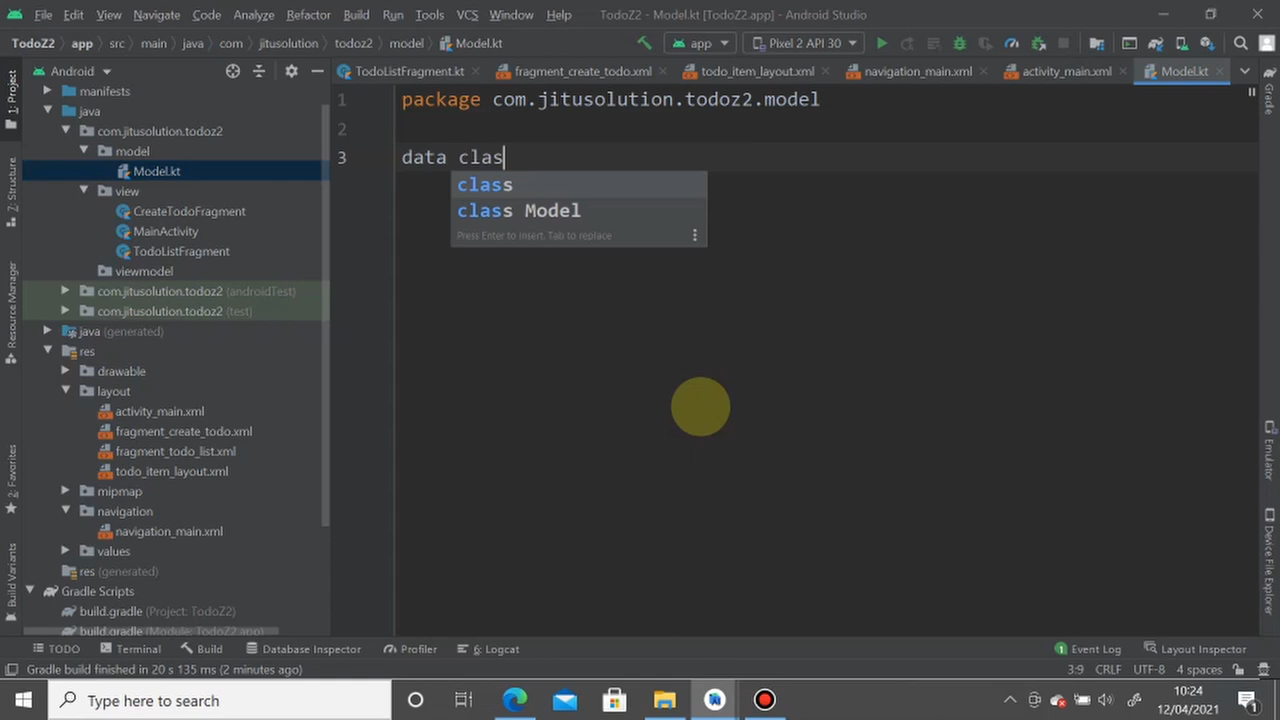 File Edit View Navigate Code Analyze Refactor Build Run Tools VCS Window Help TodoZ2 - Model.kt [TodoZ2.app] - Android Studio
TodoZ2 app src main java com jitusolution todoz2 model Model.kt app Pixel 2 API 30
Android TodoListFragment.kt fragment_create_todo.xml todo_item_layout.xml navigation_main.xml activity_main.xml Model.kt
1: Project
Z: Structure
Resource Manager
2: Favorites
Build Variants
manifests
java
com.jitusolution.todoz2
model
Model.kt
view
CreateTodoFragment
MainActivity
TodoListFragment
viewmodel
com.jitusolution.todoz2 (androidTest)
com.jitusolution.todoz2 (test)
java (generated)
res
drawable
layout
activity_main.xml
fragment_create_todo.xml
fragment_todo_list.xml
todo_item_layout.xml
mipmap
navigation
navigation_main.xml
values
res (generated)
Gradle Scripts
build.gradle (Project: TodoZ2)
build.gradle (Module: TodoZ2.app)
1 package com.jitusolution.todoz2.model
2
3 data clas
class
class Model
Press Enter to insert, Tab to replace
Gradle
Emulator
Device File Explorer
TODO Terminal Build Database Inspector Profiler 6: Logcat 1 Event Log Layout Inspector
Gradle build finished in 20 s 135 ms (2 minutes ago) 3:9 CRLF UTF-8 4 spaces
Type here to search 10:24
12/04/2021 1